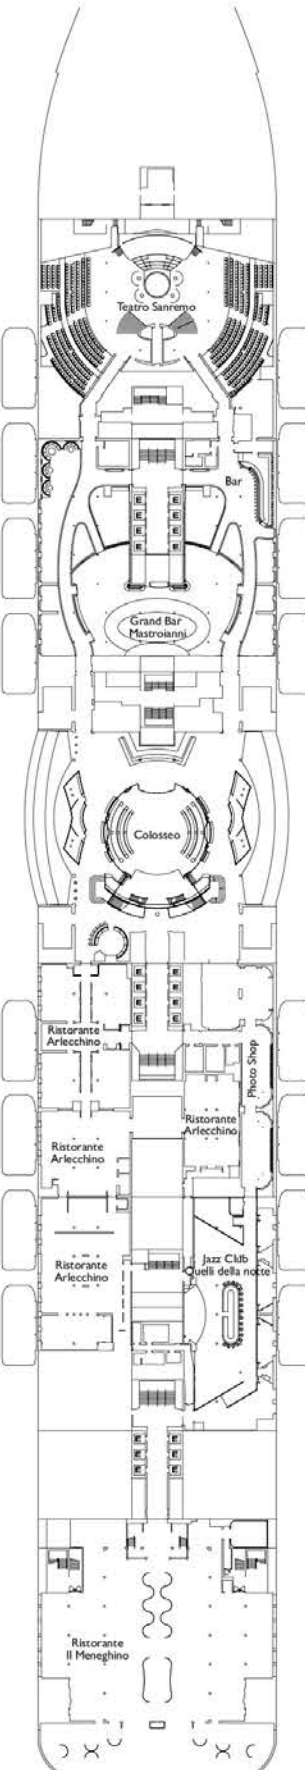 Teatro Sanremo
Bar
Grand Bar
Mastroianni
Colosseo
Ristorante
Arlecchino
Photo Shop
Ristorante
Arlecchino
Ristorante
Arlecchino
Ristorante
Arlecchino
Jazz Club
Quelli della notte
Ristorante
Il Meneghino